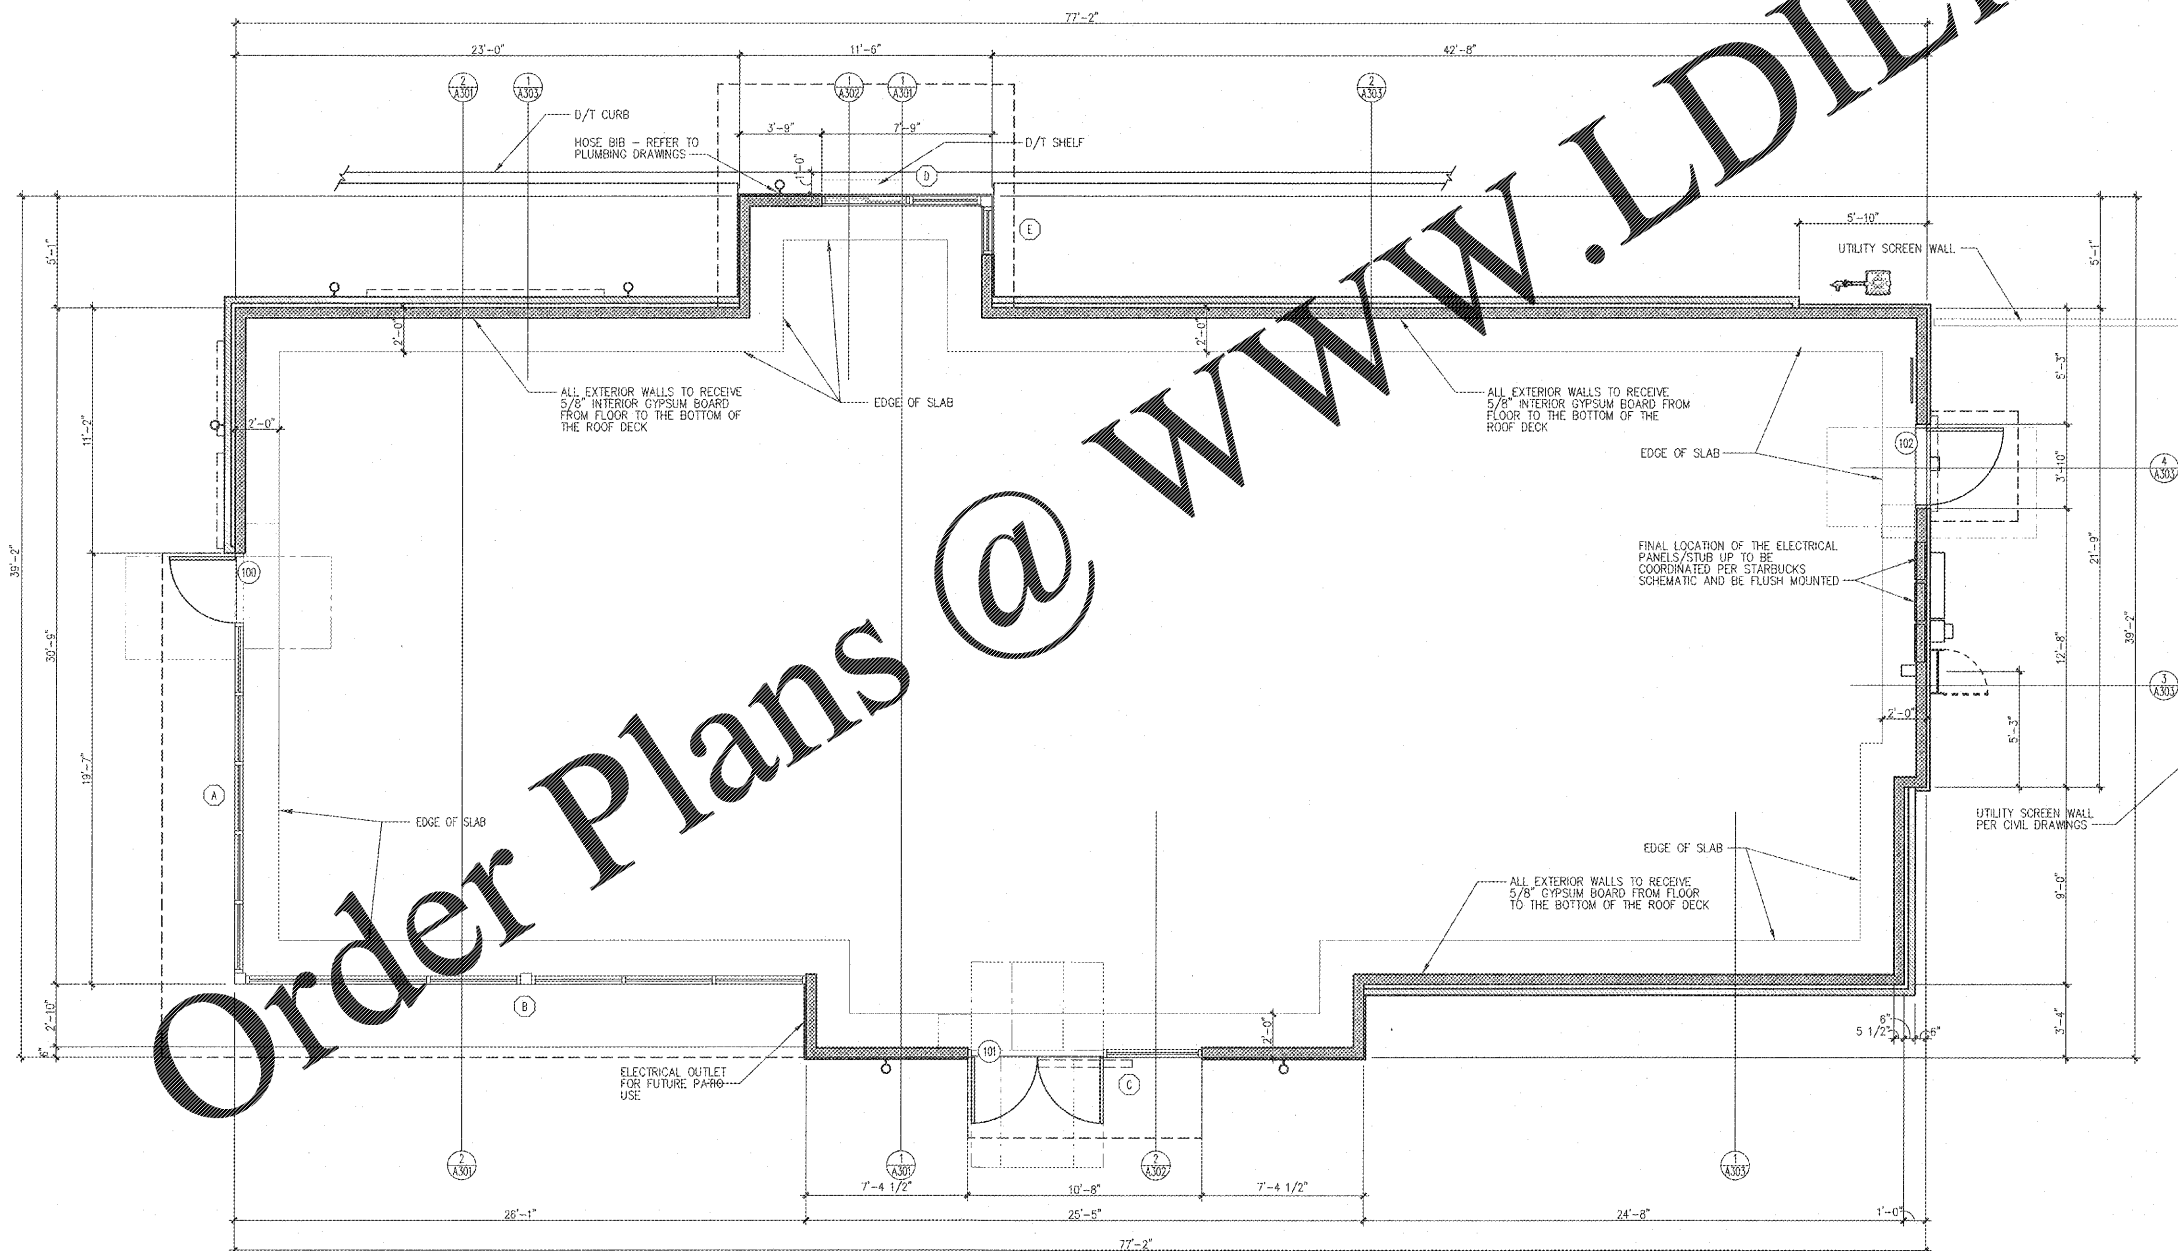 77'-2"
23'-0"
11'-6"
42'-8"
2
A301
1
A303
1
A302
1
A301
2
A303
D/T CURB
HOSE BIB – REFER TO
PLUMBING DRAWINGS
3'-9"
7'-9"
D/T SHELF
1'-0"
D
E
5'-10"
UTILITY SCREEN WALL
5'-1"
5'-1"
2'-0"
2'-0"
ALL EXTERIOR WALLS TO RECEIVE
5/8" INTERIOR GYPSUM BOARD
FROM FLOOR TO THE BOTTOM OF
THE ROOF DECK
EDGE OF SLAB
ALL EXTERIOR WALLS TO RECEIVE
5/8" INTERIOR GYPSUM BOARD FROM
FLOOR TO THE BOTTOM OF THE
ROOF DECK
EDGE OF SLAB
102
4
A303
11'-2"
2'-0"
3'-10"
39'-2"
30'-9"
100
FINAL LOCATION OF THE ELECTRICAL
PANELS/STUB UP TO BE
COORDINATED PER STARBUCKS
SCHEMATIC AND BE FLUSH MOUNTED
21'-9"
39'-2"
12'-8"
3
A303
2'-0"
5'-3"
19'-7"
A
EDGE OF SLAB
UTILITY SCREEN WALL
PER CIVIL DRAWINGS
EDGE OF SLAB
ALL EXTERIOR WALLS TO RECEIVE
5/8" GYPSUM BOARD FROM FLOOR
TO THE BOTTOM OF THE ROOF DECK
9'-0"
B
2'-10"
6"
2'-0"
6"
5 1/2"
6"
3'-4"
101
C
ELECTRICAL OUTLET
FOR FUTURE PATIO
USE
2
A301
1
A301
2
A302
1
A303
7'-4 1/2"
10'-8"
7'-4 1/2"
26'-1"
25'-5"
24'-8"
1'-0"
77'-2"
Order Plans @ www.LDIL